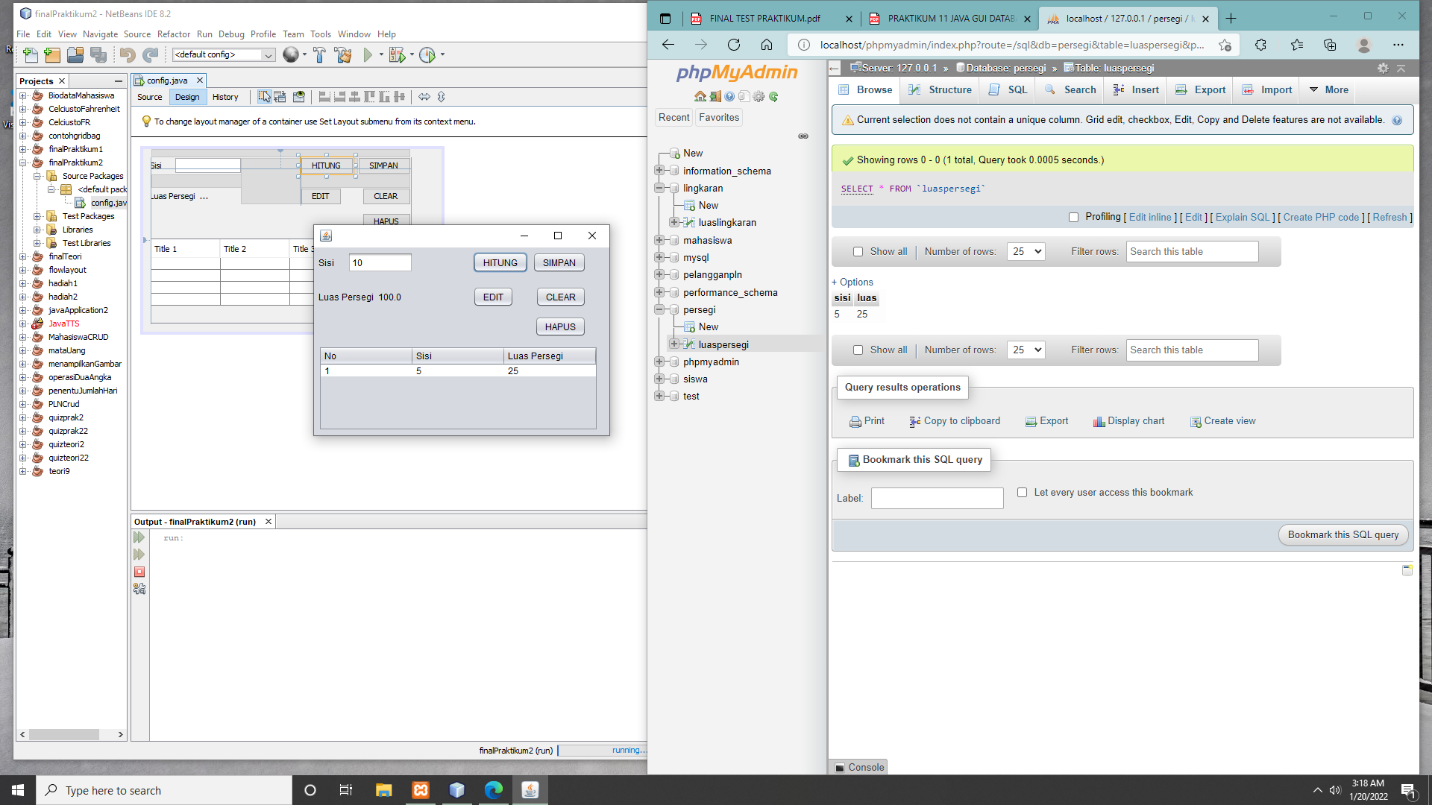 finalPraktikum2 - NetBeans IDE 8.2
File Edit View Navigate Source Refactor Run Debug Profile Team Tools Window Help
<default config>
Projects
BiodataMahasiswa
CelciustoFahrenheit
CelciustoFR
contohgridbag
finalPraktikum1
finalPraktikum2
Source Packages
<default pack
config.jav
Test Packages
Libraries
Test Libraries
finalTeori
flowlayout
hadiah1
hadiah2
javaApplication2
JavaTTS
MahasiswaCRUD
mataUang
menampilkanGambar
operasiDuaAngka
penentuJumlahHari
PLNCrud
quizprak2
quizprak22
quizteori2
quizteori22
teori9
config.java
Source Design History
To change layout manager of a container use Set Layout submenu from its context menu.
Sisi HITUNG SIMPAN
Luas Persegi ... EDIT CLEAR
HAPUS
Title 1 Title 2 Title 3
Sisi 10 HITUNG SIMPAN
Luas Persegi 100.0 EDIT CLEAR
HAPUS
No Sisi Luas Persegi
1 5 25
Output - finalPraktikum2 (run)
run:
finalPraktikum2 (run) running...
FINAL TEST PRAKTIKUM.pdf
PRAKTIKUM 11 JAVA GUI DATABA
localhost / 127.0.0.1 / persegi / l
localhost/phpmyadmin/index.php?route=/sql&db=persegi&table=luaspersegi&p...
phpMyAdmin
Recent Favorites
New
information_schema
lingkaran
New
luaslingkaran
mahasiswa
mysql
pelangganpln
performance_schema
persegi
New
luaspersegi
phpmyadmin
siswa
test
Server: 127.0.0.1 » Database: persegi » Table: luaspersegi
Browse Structure SQL Search Insert Export Import More
Current selection does not contain a unique column. Grid edit, checkbox, Edit, Copy and Delete features are not available.
Showing rows 0 - 0 (1 total, Query took 0.0005 seconds.)
SELECT * FROM `luaspersegi`
Profiling [ Edit inline ] [ Edit ] [ Explain SQL ] [ Create PHP code ] [ Refresh ]
Show all Number of rows: 25 Filter rows: Search this table
+ Options
sisi luas
5 25
Show all Number of rows: 25 Filter rows: Search this table
Query results operations
Print Copy to clipboard Export Display chart Create view
Bookmark this SQL query
Label: Let every user access this bookmark
Bookmark this SQL query
Console
Type here to search
3:18 AM
1/20/2022
1